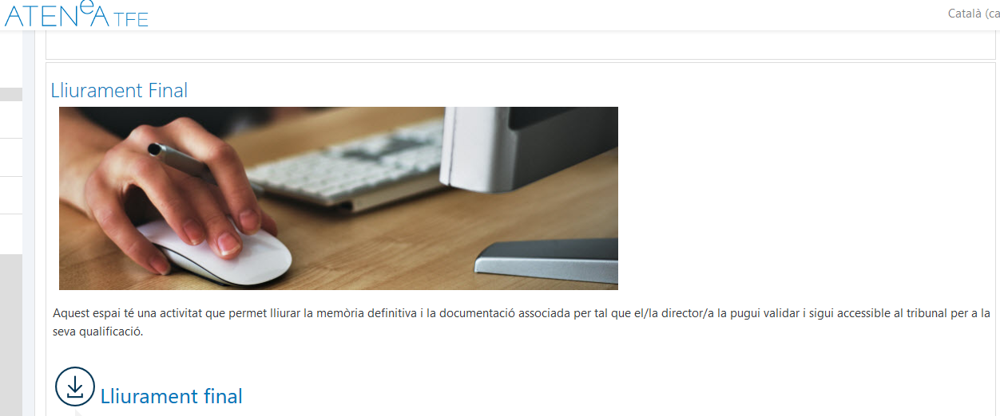 ATENeA TFE
Català (ca
Lliurament Final
Aquest espai té una activitat que permet lliurar la memòria definitiva i la documentació associada per tal que el/la director/a la pugui validar i sigui accessible al tribunal per a la
seva qualificació.
Lliurament final